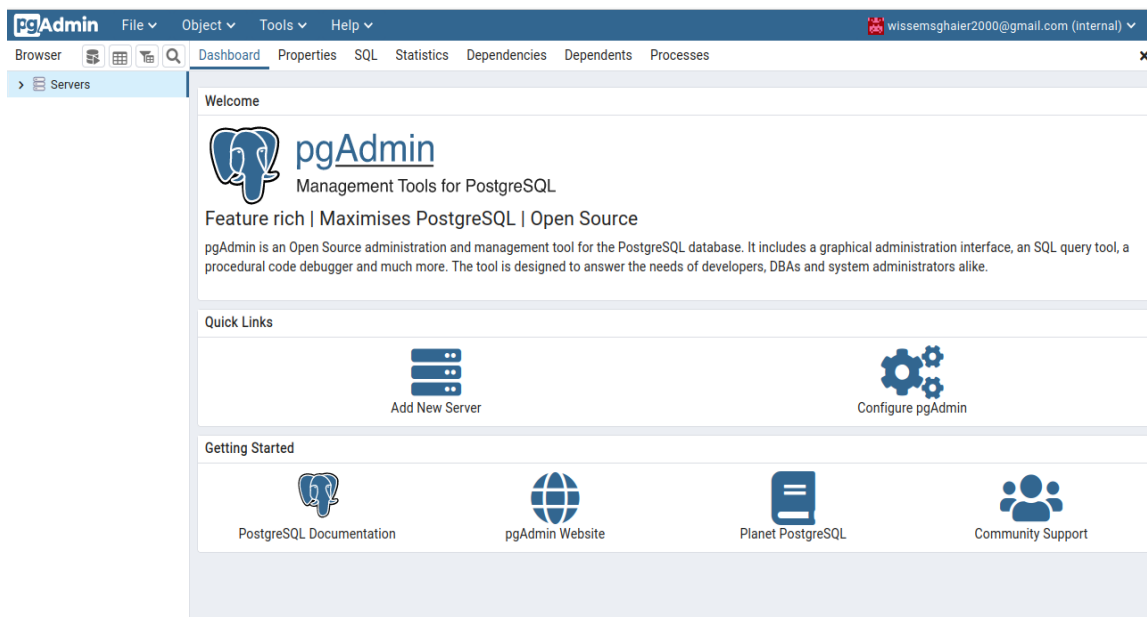 pgAdmin File Object Tools Help wissemsghaier2000@gmail.com (internal)
Browser Dashboard Properties SQL Statistics Dependencies Dependents Processes
Servers
Welcome
pgAdmin
Management Tools for PostgreSQL
Feature rich | Maximises PostgreSQL | Open Source
pgAdmin is an Open Source administration and management tool for the PostgreSQL database. It includes a graphical administration interface, an SQL query tool, a
procedural code debugger and much more. The tool is designed to answer the needs of developers, DBAs and system administrators alike.
Quick Links
Add New Server Configure pgAdmin
Getting Started
PostgreSQL Documentation pgAdmin Website Planet PostgreSQL Community Support